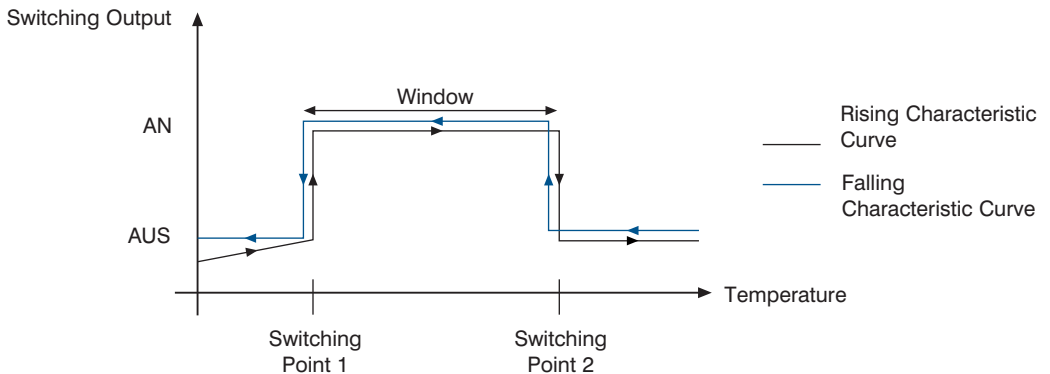 Switching Output
Window
AN
AUS
Rising Characteristic
Curve
Falling
Characteristic Curve
Temperature
Switching
Point 1
Switching
Point 2